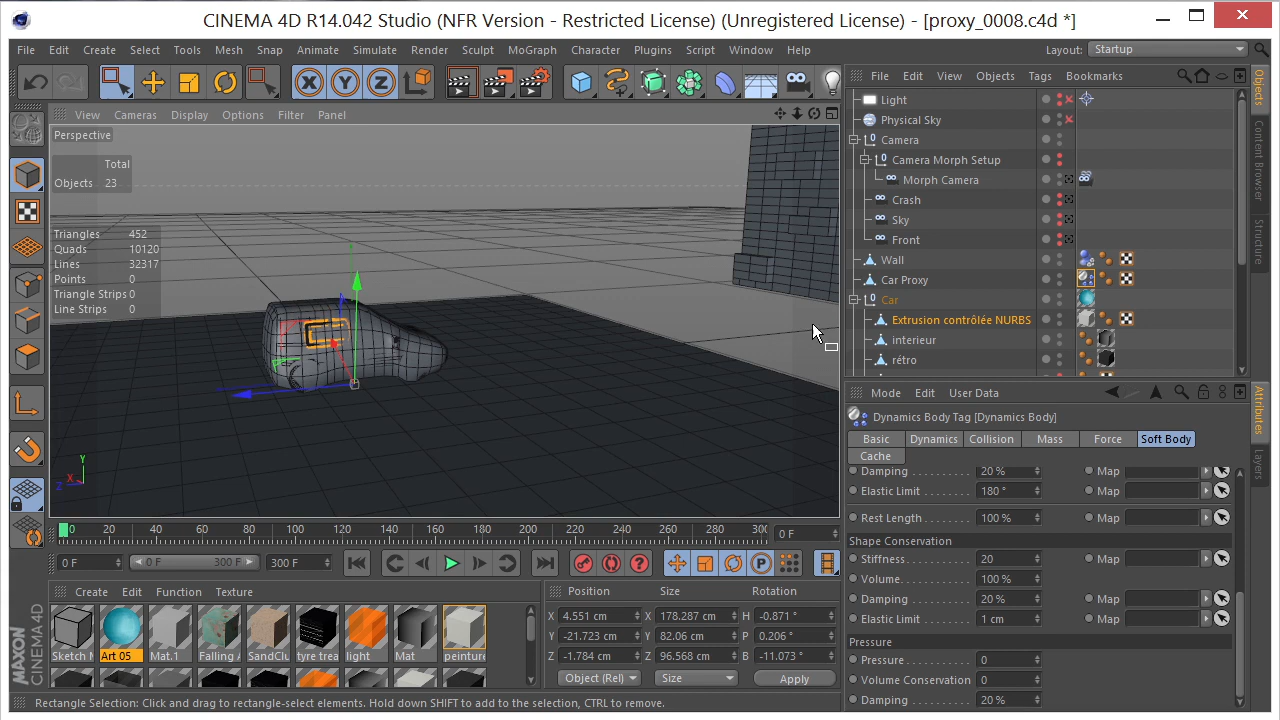 CINEMA 4D R14.042 Studio (NFR Version - Restricted License) (Unregistered License) - [proxy_0008.c4d *]
File Edit Create Select Tools Mesh Snap Animate Simulate Render Sculpt MoGraph Character Plugins Script Window Help
Layout: Startup
File Edit View Objects Tags Bookmarks
View Cameras Display Options Filter Panel
Perspective
Total
Objects 23
Triangles 452
Quads 10120
Lines 32317
Points 0
Triangle Strips 0
Line Strips 0
Y
X
Z
Light
Physical Sky
Camera
Camera Morph Setup
Morph Camera
Crash
Sky
Front
Wall
Car Proxy
Car
Extrusion contrôlée NURBS
interieur
rétro
Objects
Content Browser
Structure
Mode Edit User Data
Dynamics Body Tag [Dynamics Body]
Basic Dynamics Collision Mass Force Soft Body
Cache
Damping 20 % Map
Elastic Limit 180 ° Map
Rest Length 100 % Map
Shape Conservation
Stiffness 20 Map
Volume 100 %
Damping 20 % Map
Elastic Limit 1 cm Map
Pressure
Pressure 0
Volume Conservation 0
Damping 20 %
Attributes
Layers
0 20 40 60 80 100 120 140 160 180 200 220 240 260 280 300
0 F
0 F 0 F 300 F 300 F
Create Edit Function Texture
Sketch M Art 05 Mat.1 Falling A SandClu tyre trea light Mat peinture
Position Size Rotation
X 4.551 cm X 178.287 cm H -0.871 °
Y -21.723 cm Y 82.06 cm P 0.206 °
Z -1.784 cm Z 96.568 cm B -11.073 °
Object (Rel) Size Apply
MAXON
CINEMA 4D
Rectangle Selection: Click and drag to rectangle-select elements. Hold down SHIFT to add to the selection, CTRL to remove.